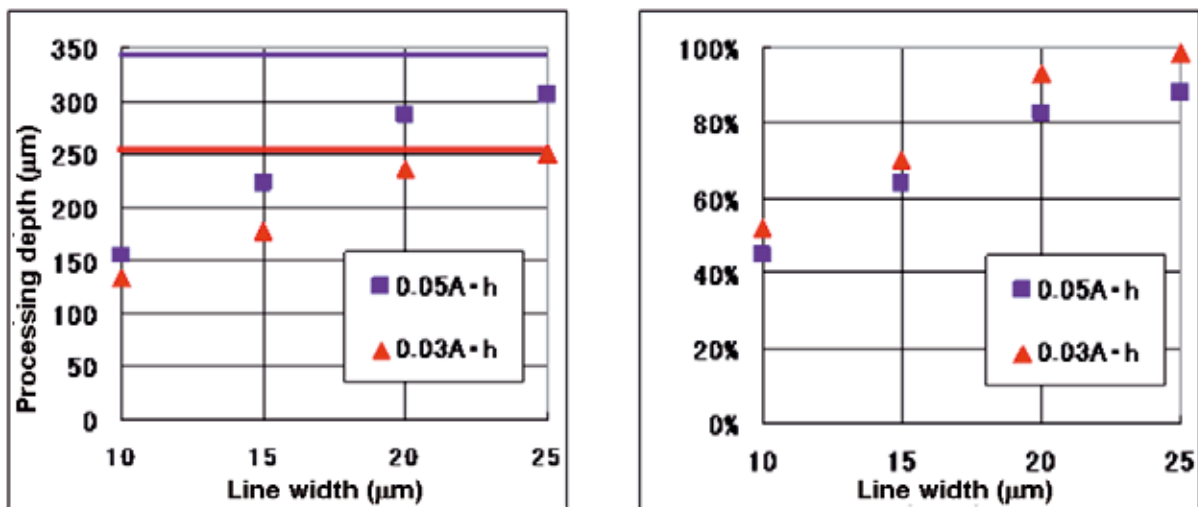 350
300
250
200
150
100
50
0
Processing depth (μm)
0.05A・h
0.03A・h
10 15 20 25
Line width (μm)
100%
80%
60%
40%
20%
0%
0.05A・h
0.03A・h
10 15 20 25
Line width (μm)